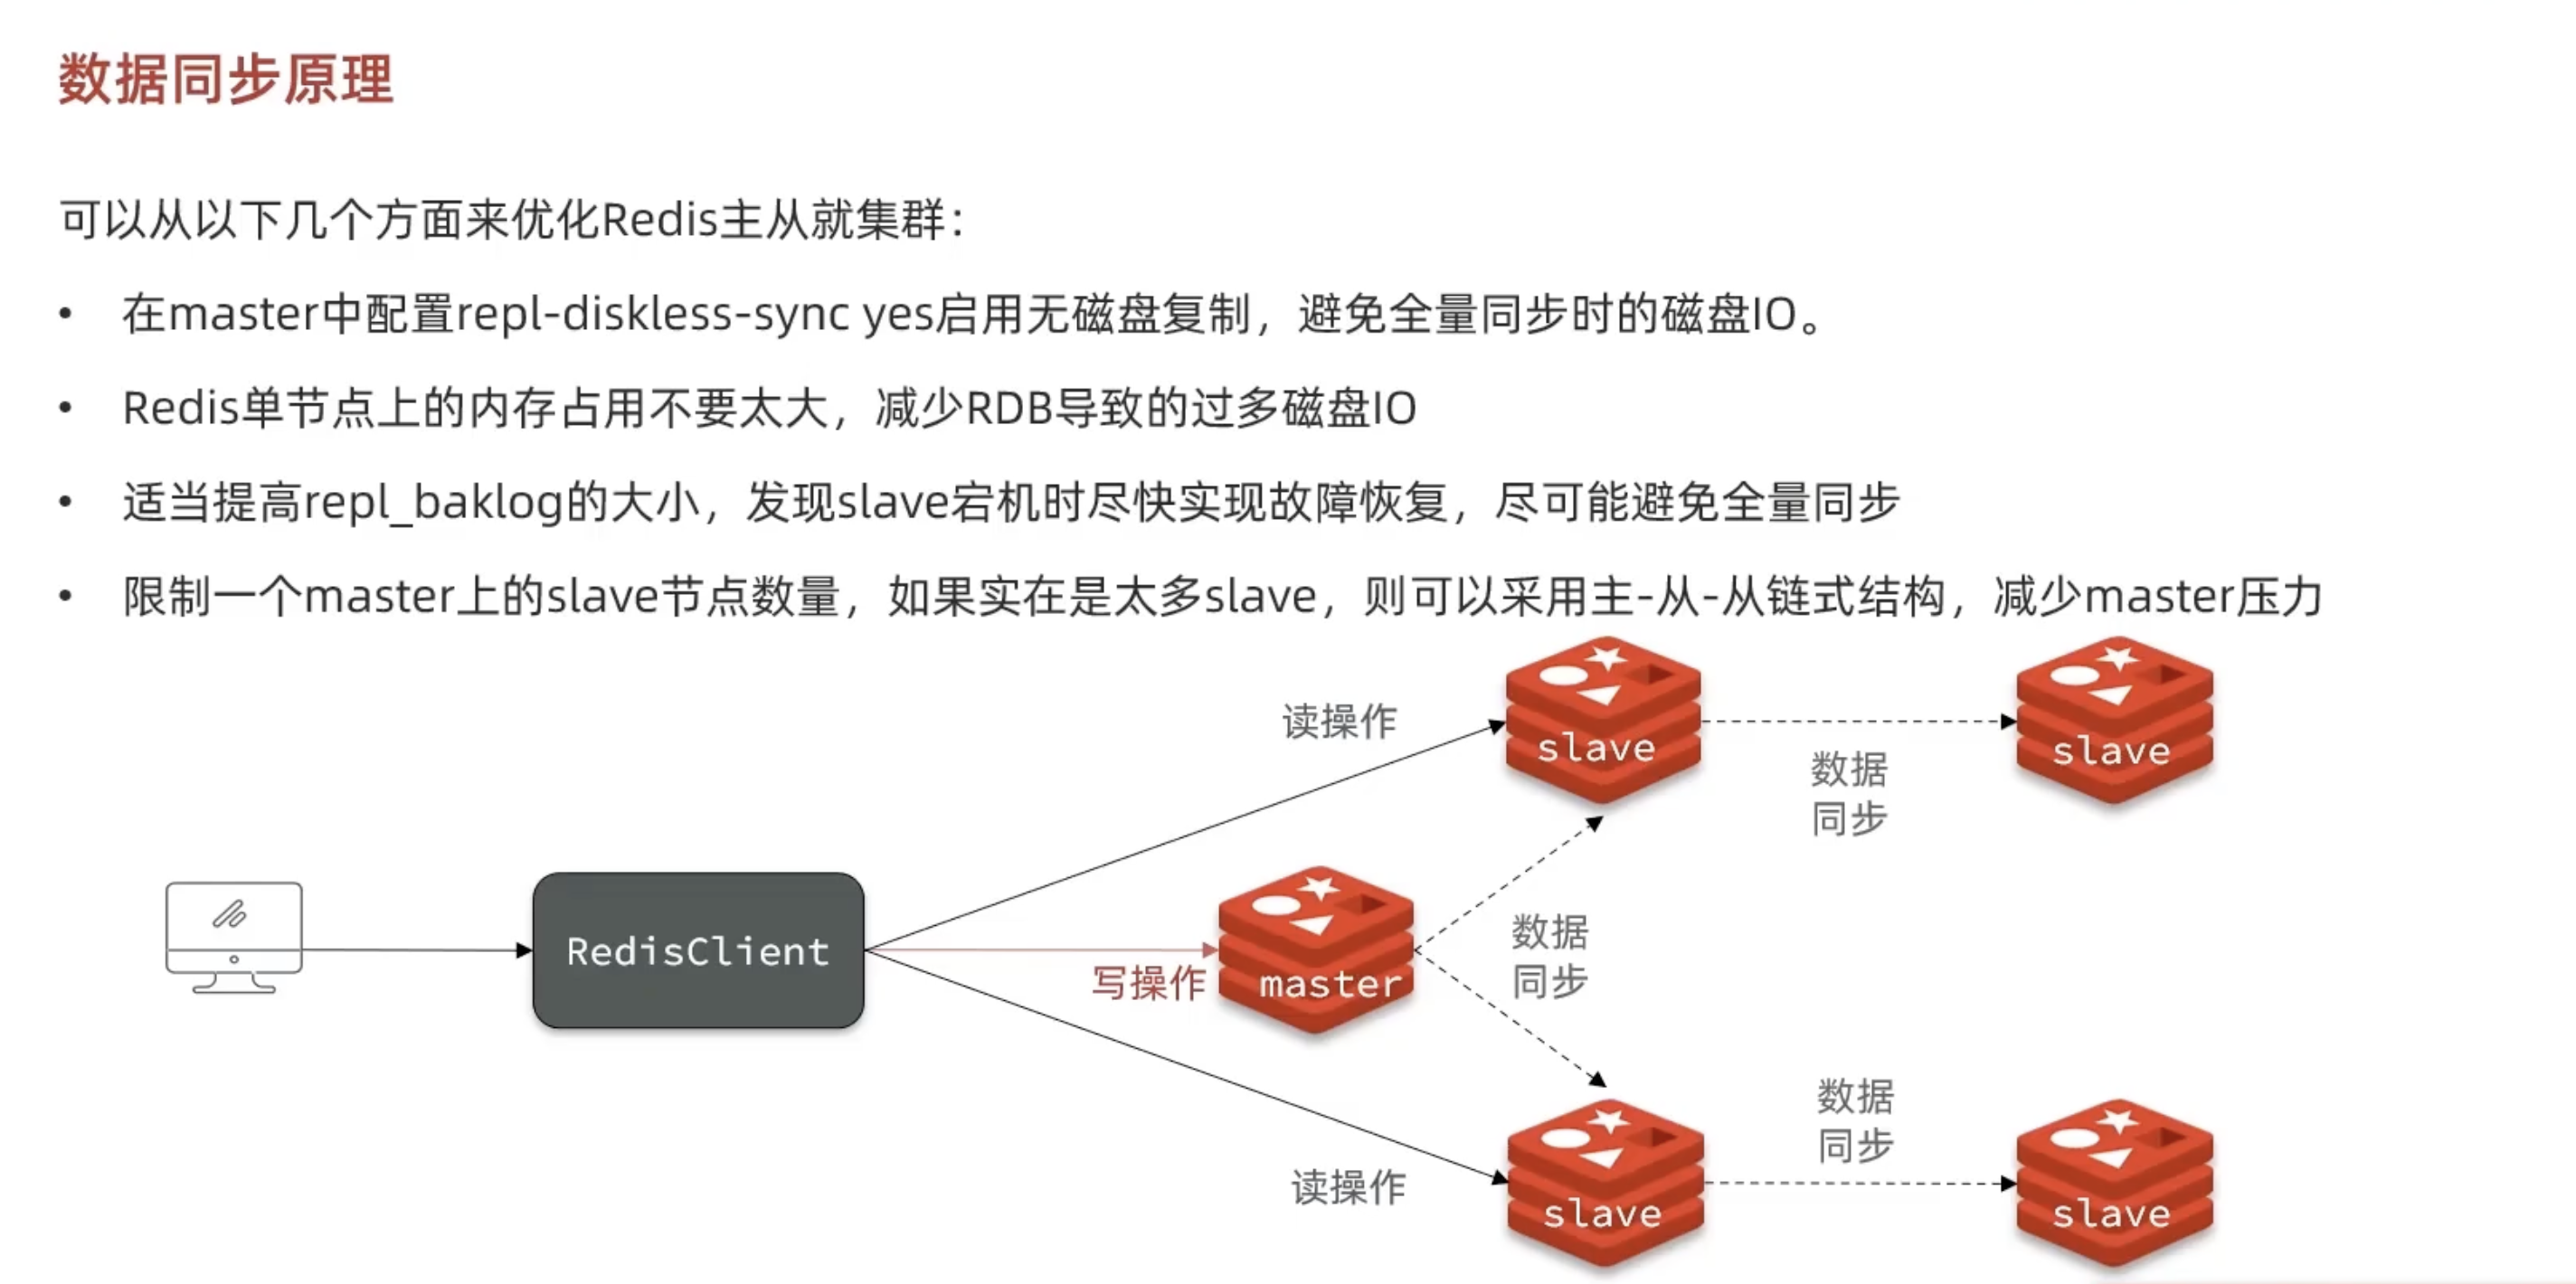 数据同步原理
可以从以下几个方面来优化Redis主从就集群：
• 在master中配置repl-diskless-sync yes启用无磁盘复制，避免全量同步时的磁盘IO。
• Redis单节点上的内存占用不要太大，减少RDB导致的过多磁盘IO
• 适当提高repl_baklog的大小，发现slave宕机时尽快实现故障恢复，尽可能避免全量同步
• 限制一个master上的slave节点数量，如果实在是太多slave，则可以采用主-从-从链式结构，减少master压力
读操作
slave
数据
同步
slave
RedisClient
写操作
master
数据
同步
读操作
slave
数据
同步
slave